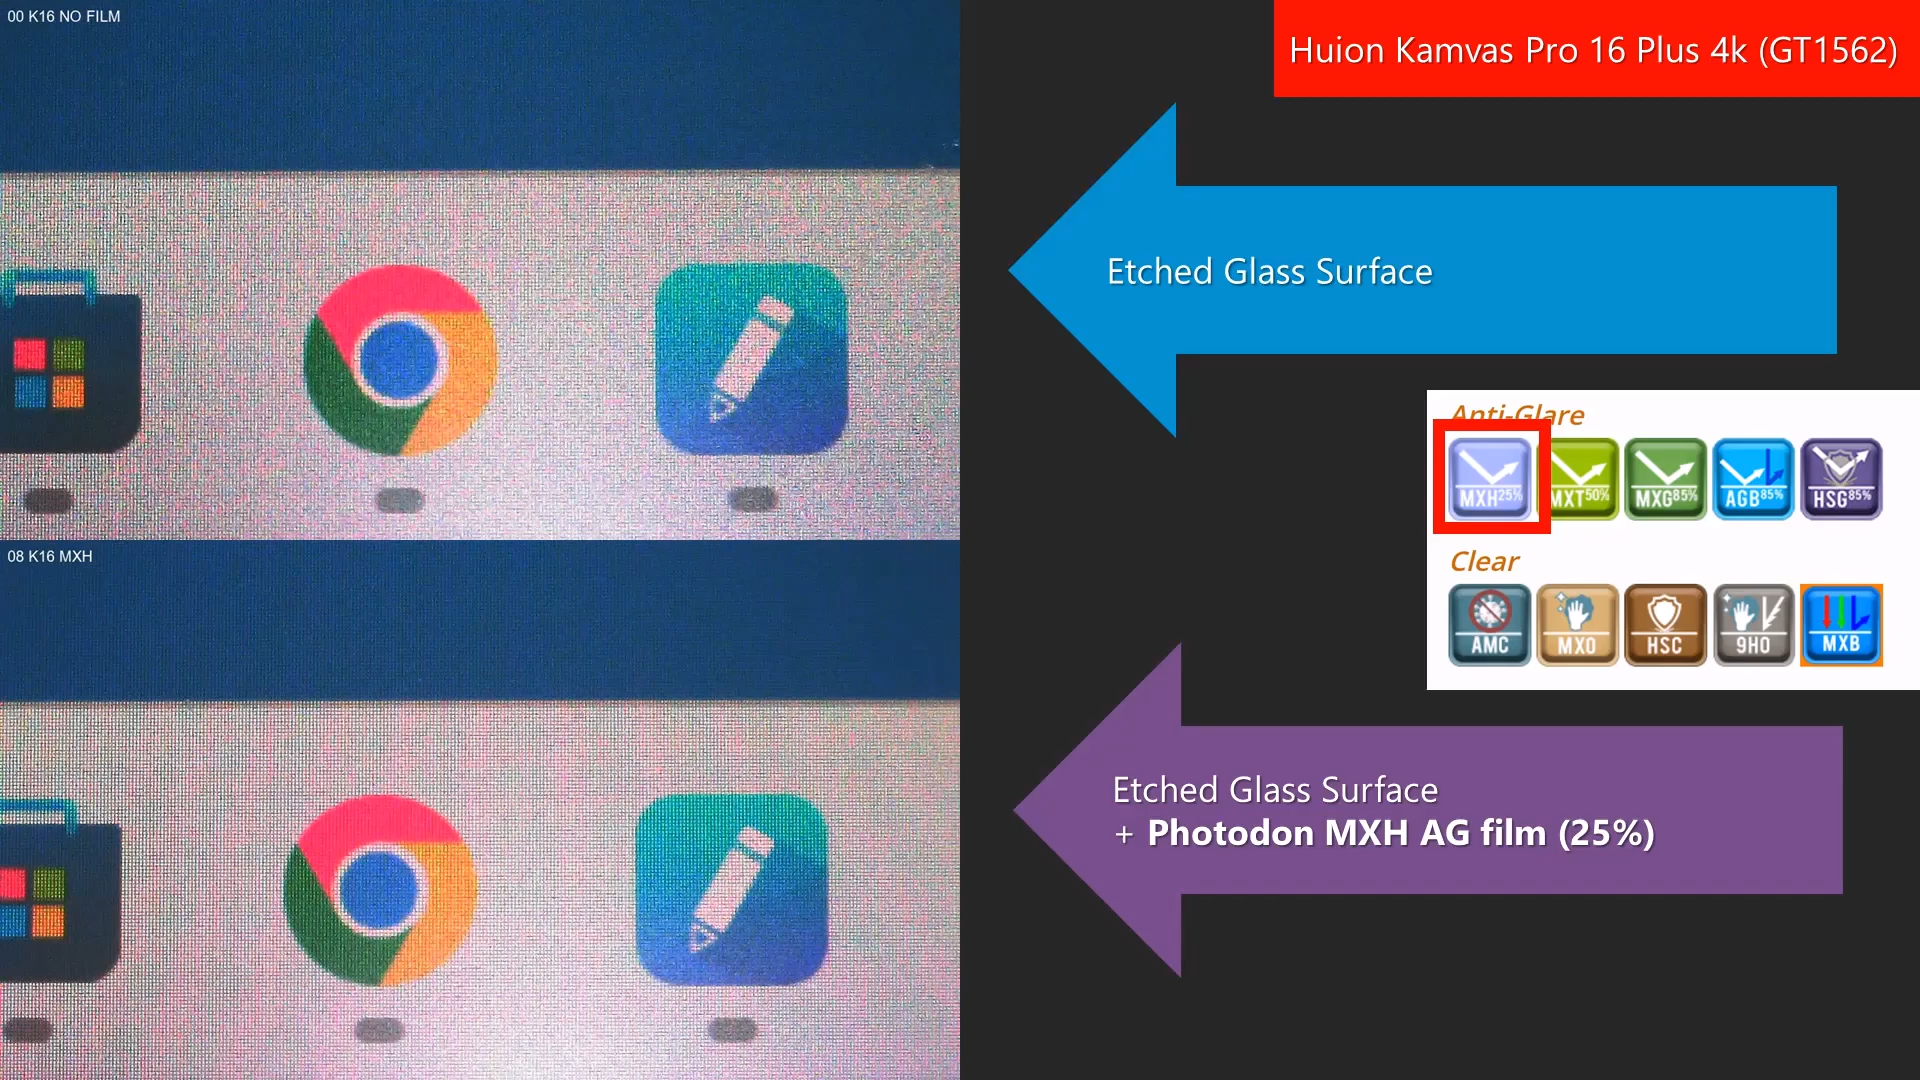 00 K16 NO FILM
Huion Kamvas Pro 16 Plus 4k (GT1562)
Etched Glass Surface
Anti-Glare
MXH25% MXT50% MXG85% AGB85% HSG85%
Clear
AMC MXO HSC 9HO MXB
08 K16 MXH
Etched Glass Surface
+ Photodon MXH AG film (25%)